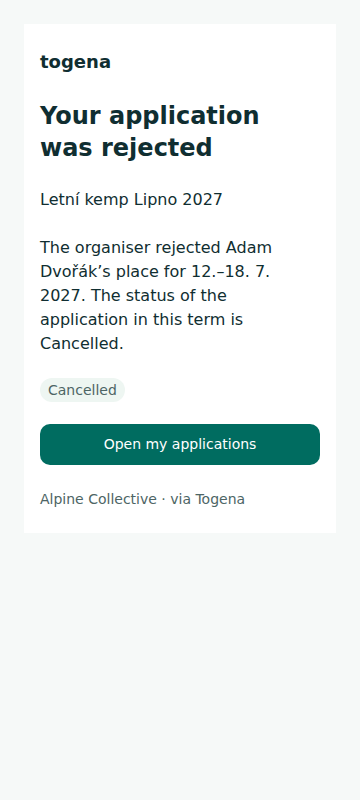 togena
Your application
was rejected
Letní kemp Lipno 2027
The organiser rejected Adam
Dvořák’s place for 12.–18. 7.
2027. The status of the
application in this term is
Cancelled.
Cancelled
Open my applications
Alpine Collective · via Togena